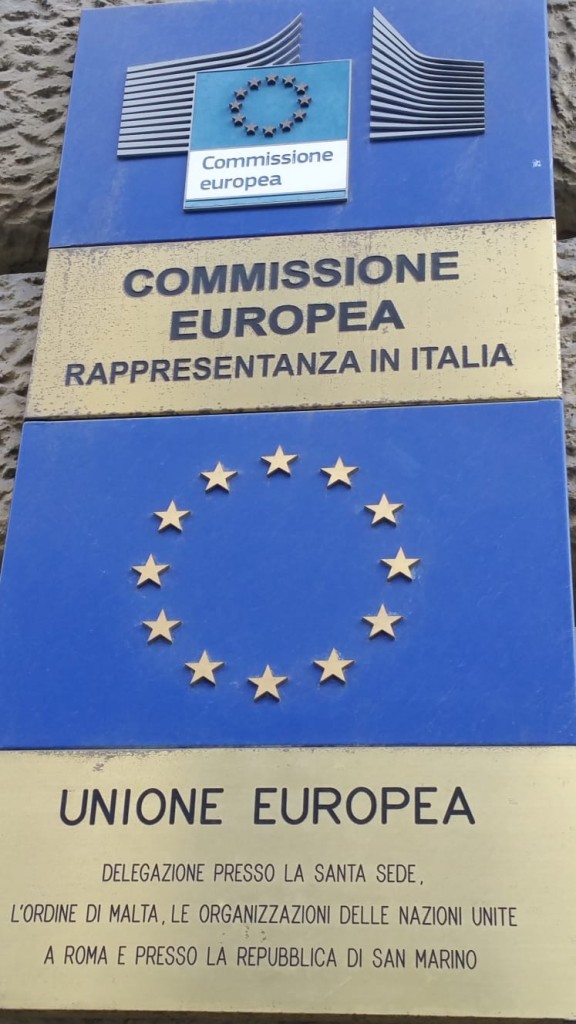 Commissione
europea
COMMISSIONE
EUROPEA
RAPPRESENTANZA IN ITALIA
UNIONE EUROPEA
DELEGAZIONE PRESSO LA SANTA SEDE,
L'ORDINE DI MALTA, LE ORGANIZZAZIONI DELLE NAZIONI UNITE
A ROMA E PRESSO LA REPUBBLICA DI SAN MARINO